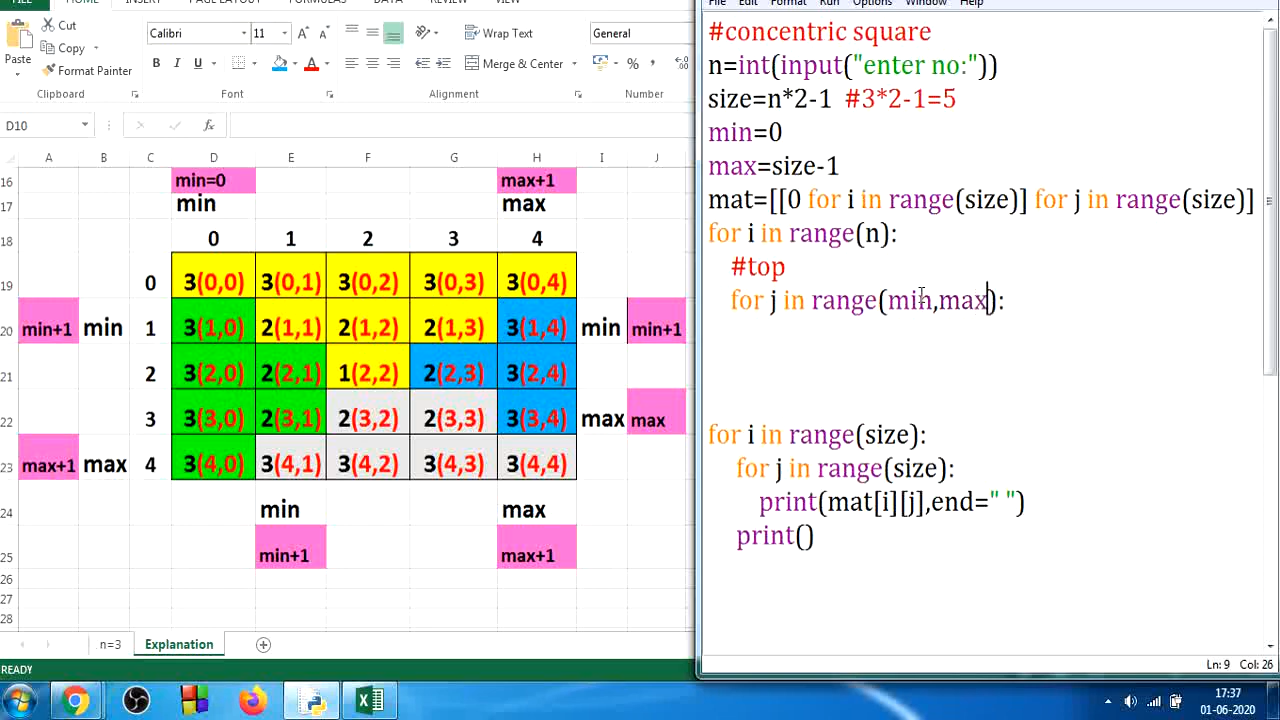 HOME INSERT PAGE LAYOUT FORMULAS DATA REVIEW VIEW
Cut
Copy
Format Painter
Paste
Calibri 11
Wrap Text
Merge & Center
General
Clipboard Font Alignment Number
D10
A B C D E F G H I J
16 min=0 max+1
17 min max
18 0 1 2 3 4
19 0 3(0,0) 3(0,1) 3(0,2) 3(0,3) 3(0,4)
20 min+1 min 1 3(1,0) 2(1,1) 2(1,2) 2(1,3) 3(1,4) min min+1
21 2 3(2,0) 2(2,1) 1(2,2) 2(2,3) 3(2,4)
22 3 3(3,0) 2(3,1) 2(3,2) 2(3,3) 3(3,4) max max
23 max+1 max 4 3(4,0) 3(4,1) 3(4,2) 3(4,3) 3(4,4)
24 min max
25 min+1 max+1
26
27
28
n=3 Explanation
READY
File Edit Format Run Options Window Help
#concentric square
n=int(input("enter no:"))
size=n*2-1 #3*2-1=5
min=0
max=size-1
mat=[[0 for i in range(size)] for j in range(size)]
for i in range(n):
#top
for j in range(min,max):
for i in range(size):
for j in range(size):
print(mat[i][j],end=" ")
print()
Ln: 9 Col: 26
17:37
01-06-2020